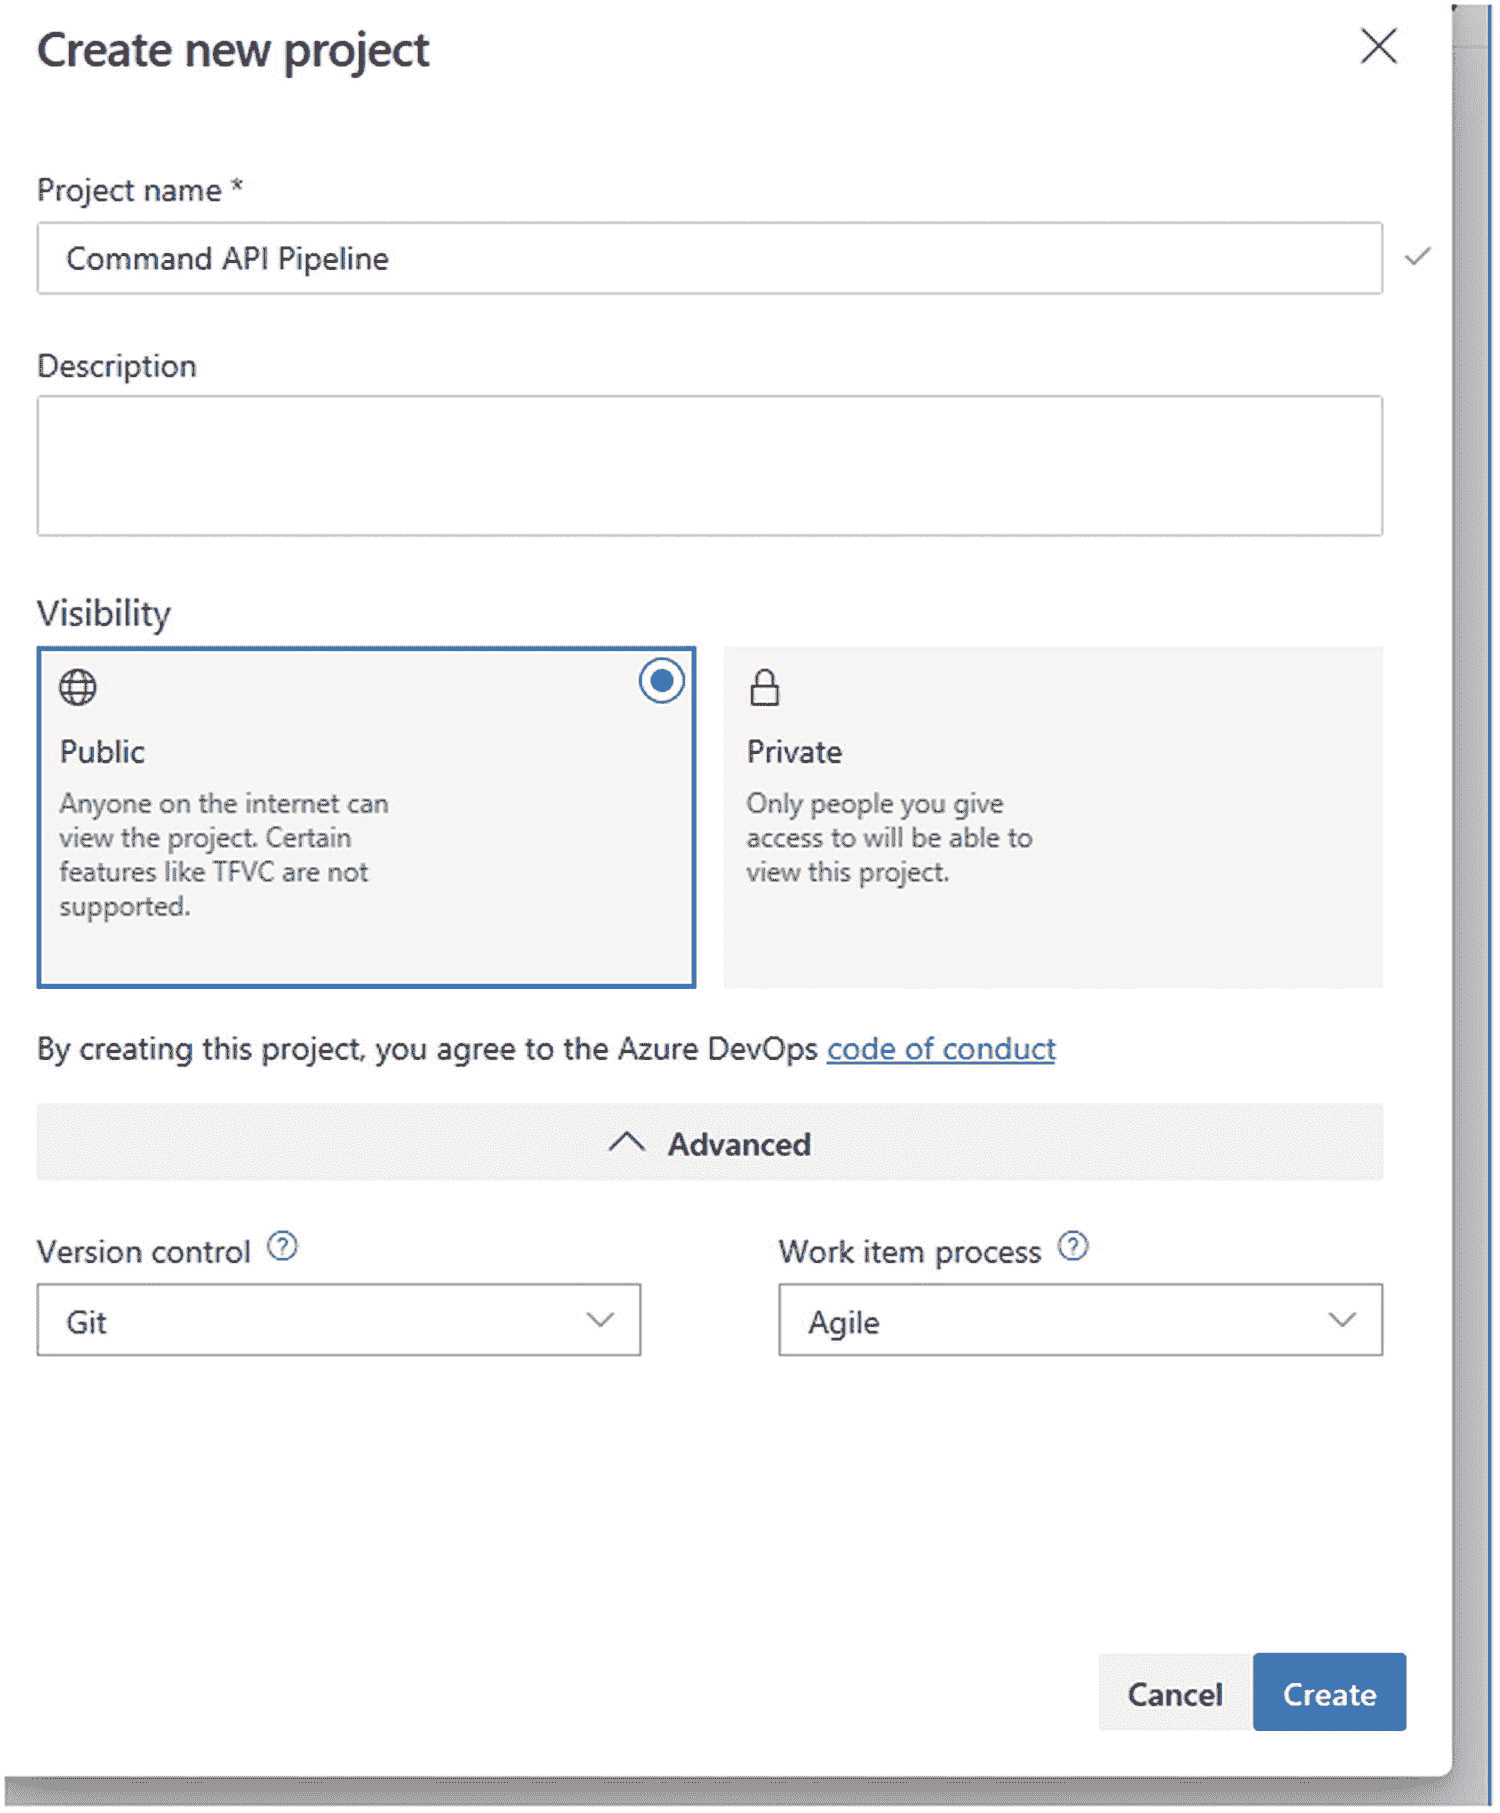 Create new project
Project name *
Command API Pipeline
Description
Visibility
Public
Anyone on the internet can
view the project. Certain
features like TFVC are not
supported.
Private
Only people you give
access to will be able to
view this project.
By creating this project, you agree to the Azure DevOps code of conduct
Advanced
Version control ?
Work item process ?
Git
Agile
Cancel
Create